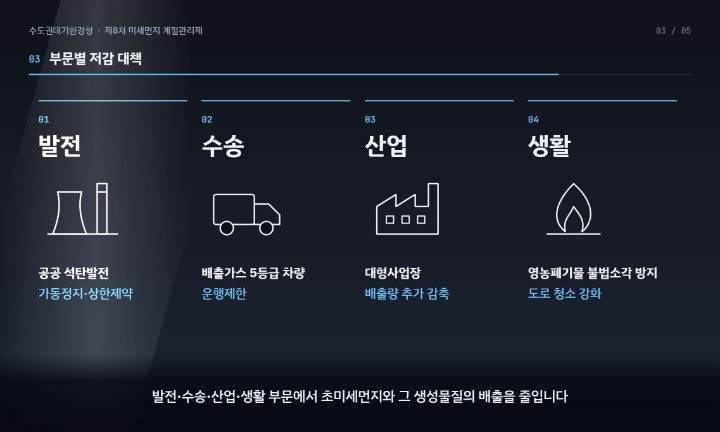 수도권대기환경청 · 제8차 미세먼지 계절관리제
03 / 05
03 부문별 저감 대책
01
발전
공공 석탄발전
가동정지·상한제약
02
수송
배출가스 5등급 차량
운행제한
03
산업
대형사업장
배출량 추가 감축
04
생활
영농폐기물 불법소각 방지
도로 청소 강화
발전·수송·산업·생활 부문에서 초미세먼지와 그 생성물질의 배출을 줄입니다